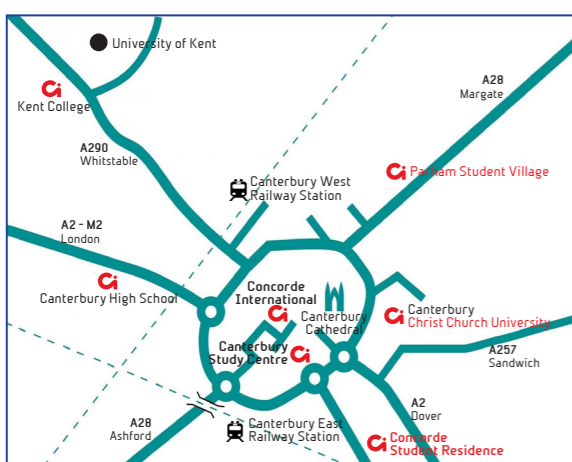 University of Kent
Kent College
A28
Margate
A290
Whitstable
Parham Student Village
Canterbury West
Railway Station
A2 - M2
London
Canterbury High School
Concorde
International
Canterbury
Cathedral
Canterbury
Christ Church University
Canterbury
Study Centre
A257
Sandwich
A28
Ashford
Canterbury East
Railway Station
A2
Dover
Concorde
Student Residence